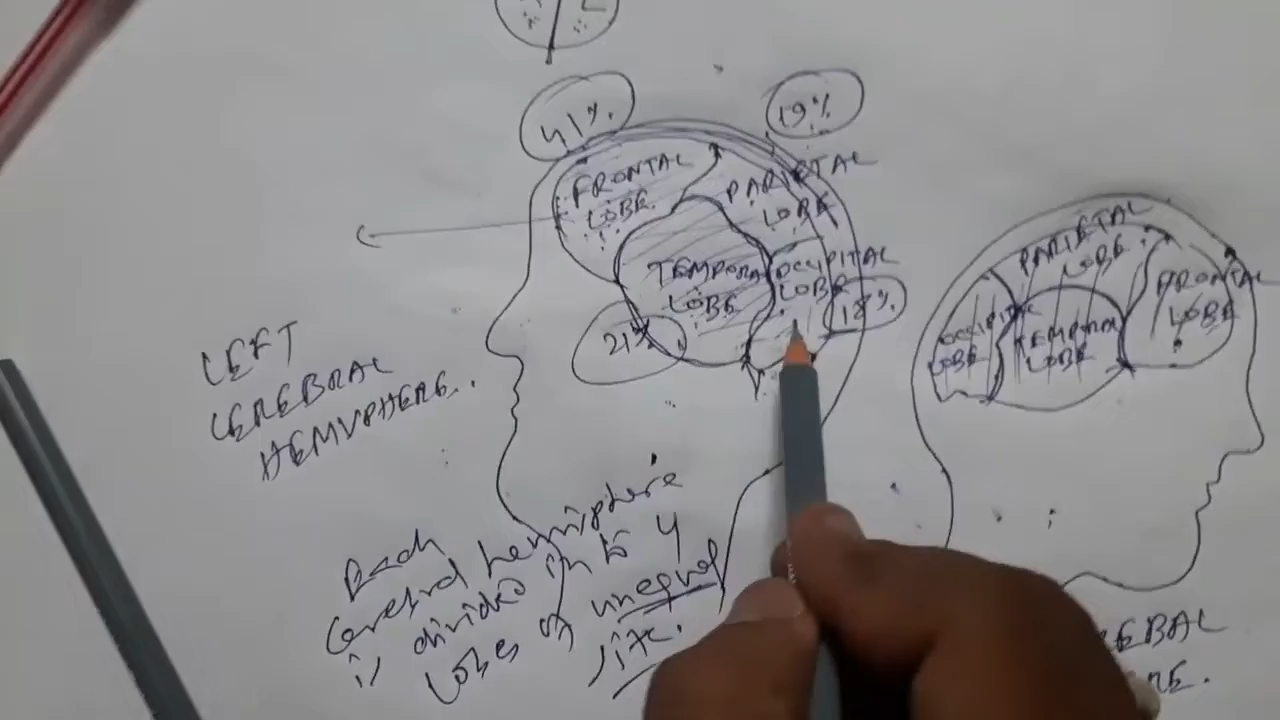 41%.
19%
FRONTAL
LOBE.
PARIETAL
LOBE
TEMPORAL
LOBE
OCCIPITAL
LOBE
18%
21%
LEFT
CEREBRAL
HEMVPHERE.
Each
cerebral hemisphere
is divided in to 4
lobes of unequal
size.
PARIETAL
LOBE
FRONTAL
LOBE
OCCIPITAL
LOBE
TEMPORAL
LOBE